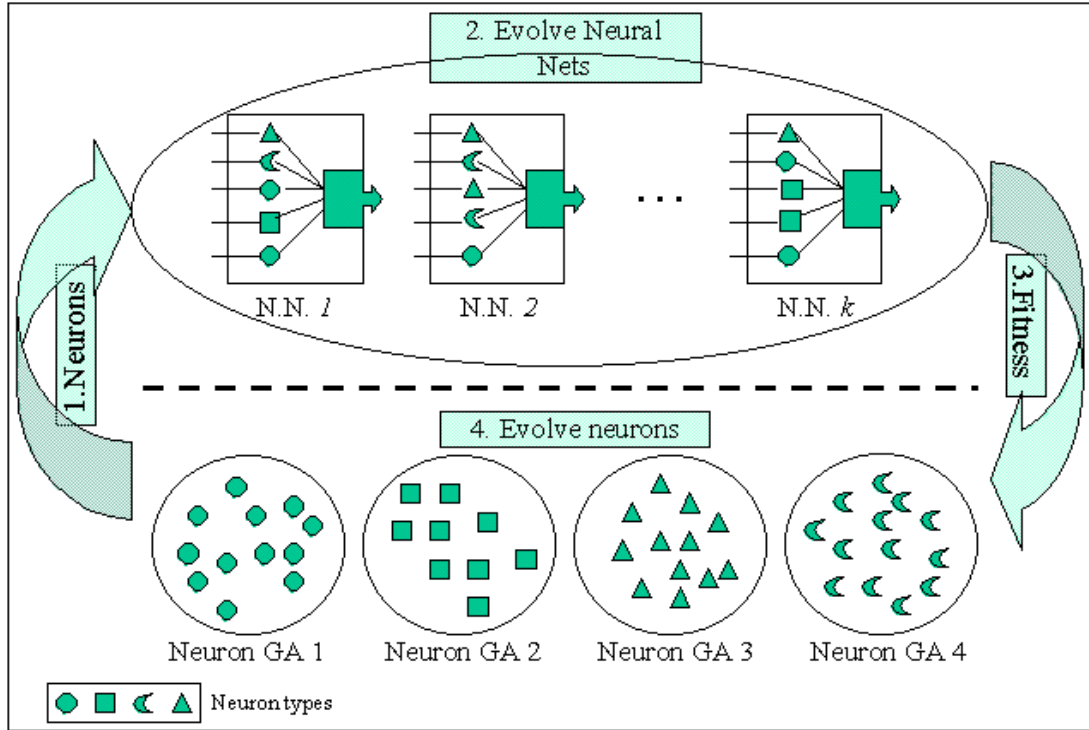 2. Evolve Neural
Nets
N.N. 1
N.N. 2
. . .
N.N. k
1.Neurons
3.Fitness
4. Evolve neurons
Neuron GA 1
Neuron GA 2
Neuron GA 3
Neuron GA 4
Neuron types